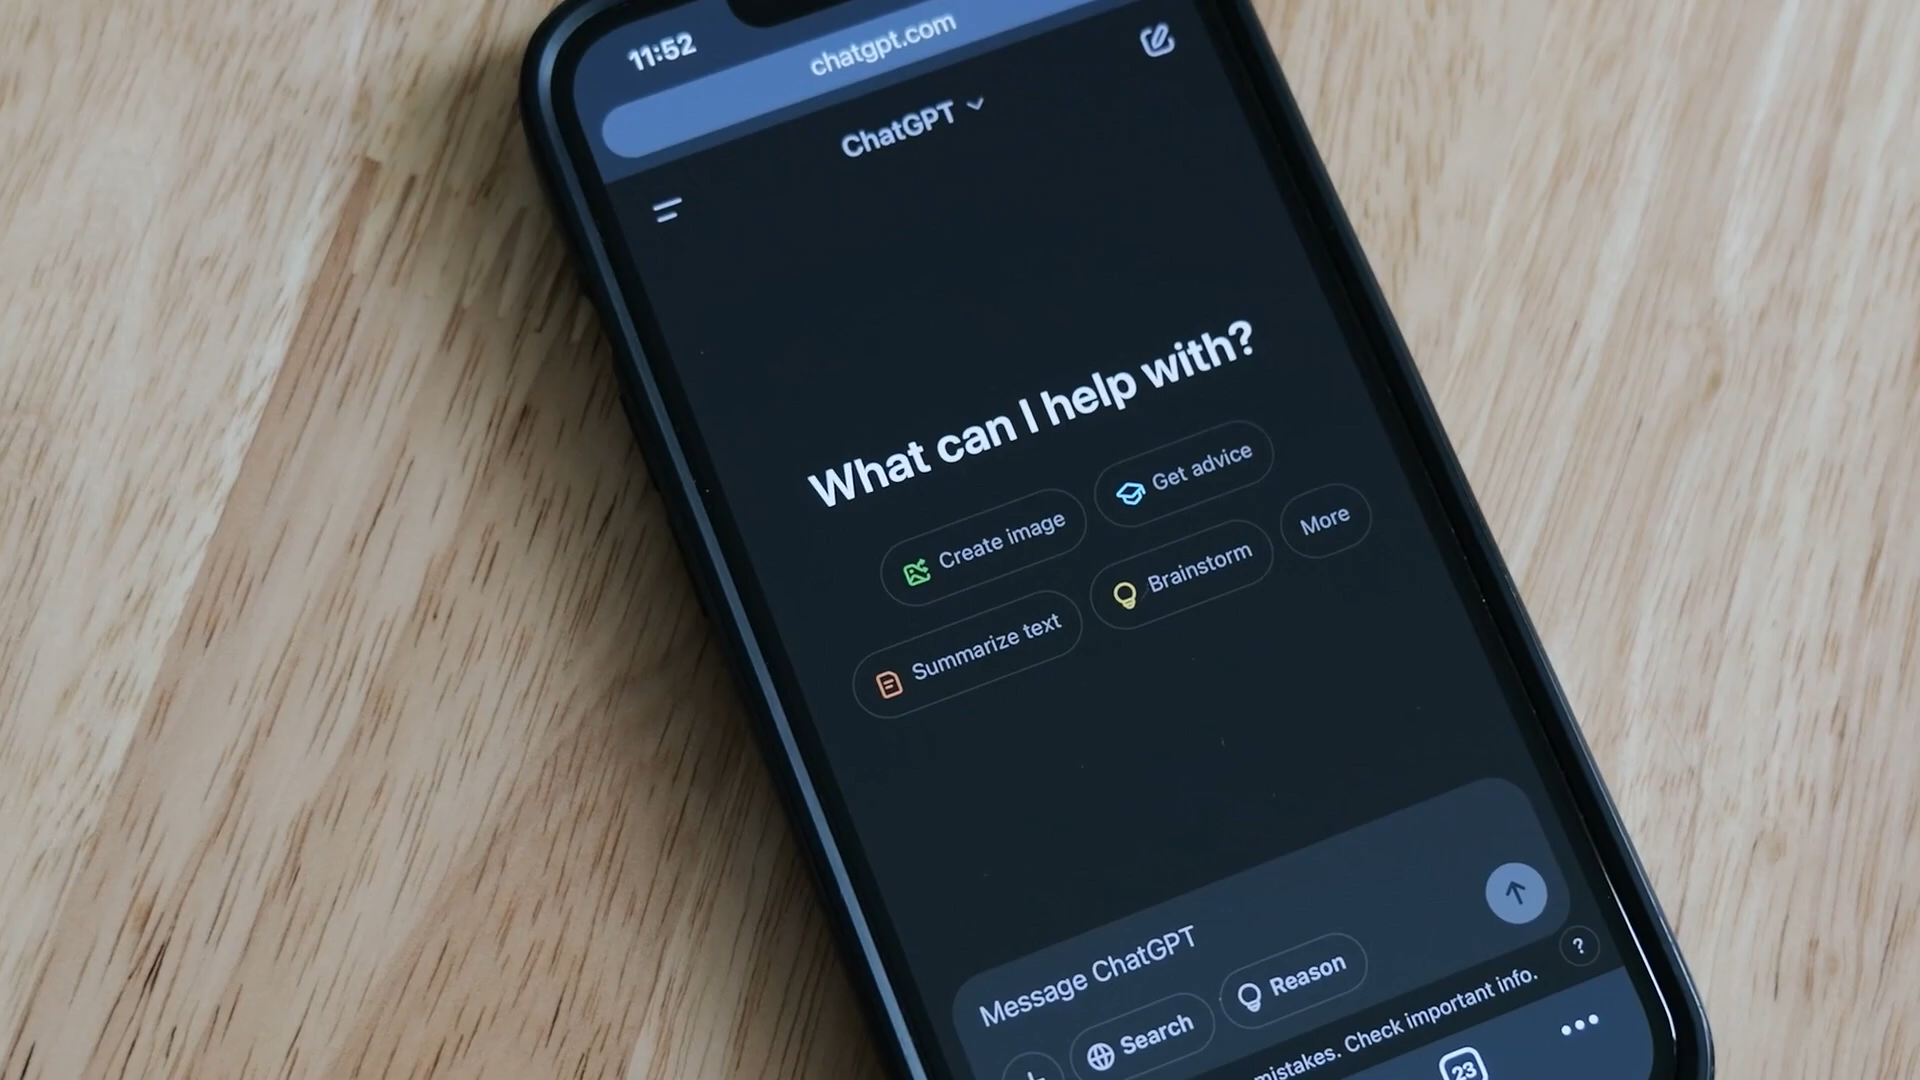 11:52
chatgpt.com
ChatGPT
What can I help with?
Create image
Get advice
Summarize text
Brainstorm
More
Message ChatGPT
Search
Reason
?
mistakes. Check important info.
23